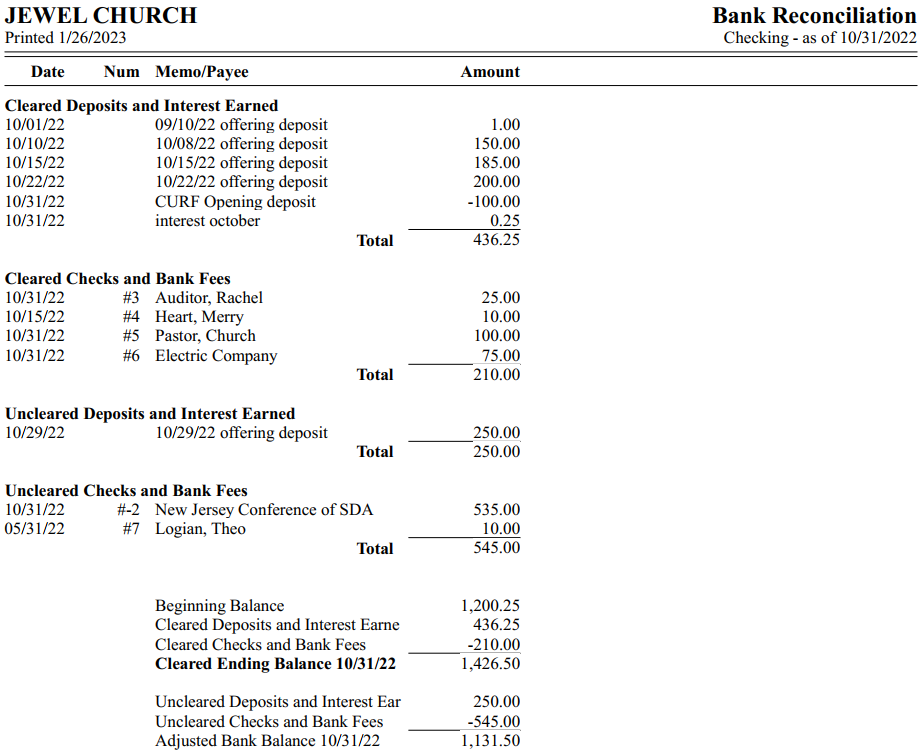 JEWEL CHURCH Bank Reconciliation
Printed 1/26/2023 Checking - as of 10/31/2022
Date Num Memo/Payee Amount
Cleared Deposits and Interest Earned
10/01/22 09/10/22 offering deposit 1.00
10/10/22 10/08/22 offering deposit 150.00
10/15/22 10/15/22 offering deposit 185.00
10/22/22 10/22/22 offering deposit 200.00
10/31/22 CURF Opening deposit -100.00
10/31/22 interest october 0.25
Total 436.25
Cleared Checks and Bank Fees
10/31/22 #3 Auditor, Rachel 25.00
10/15/22 #4 Heart, Merry 10.00
10/31/22 #5 Pastor, Church 100.00
10/31/22 #6 Electric Company 75.00
Total 210.00
Uncleared Deposits and Interest Earned
10/29/22 10/29/22 offering deposit 250.00
Total 250.00
Uncleared Checks and Bank Fees
10/31/22 #-2 New Jersey Conference of SDA 535.00
05/31/22 #7 Logian, Theo 10.00
Total 545.00
Beginning Balance 1,200.25
Cleared Deposits and Interest Earne 436.25
Cleared Checks and Bank Fees -210.00
Cleared Ending Balance 10/31/22 1,426.50
Uncleared Deposits and Interest Ear 250.00
Uncleared Checks and Bank Fees -545.00
Adjusted Bank Balance 10/31/22 1,131.50